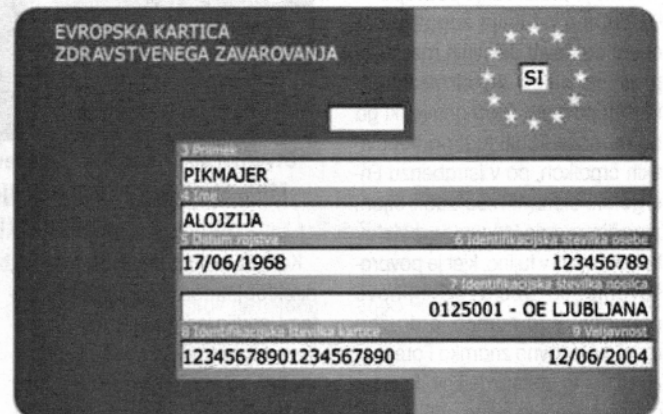 EVROPSKA KARTICA
ZDRAVSTVENEGA ZAVAROVANJA
SI
3 Priimek
PIKMAJER
4 Ime
ALOJZIJA
5 Datum rojstva 6 Identifikacijska številka osebe
17/06/1968 123456789
7 Identifikacijska številka nosilca
0125001 - OE LJUBLJANA
8 Identifikacijska številka kartice 9 Veljavnost
12345678901234567890 12/06/2004